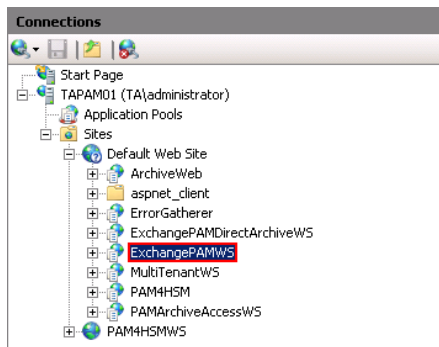 Connections
Start Page
TAPAM01 (TA\administrator)
Application Pools
Sites
Default Web Site
ArchiveWeb
aspnet_client
ErrorGatherer
ExchangePAMDirectArchiveWS
ExchangePAMWS
MultiTenantWS
PAM4HSM
PAMArchiveAccessWS
PAM4HSMWS